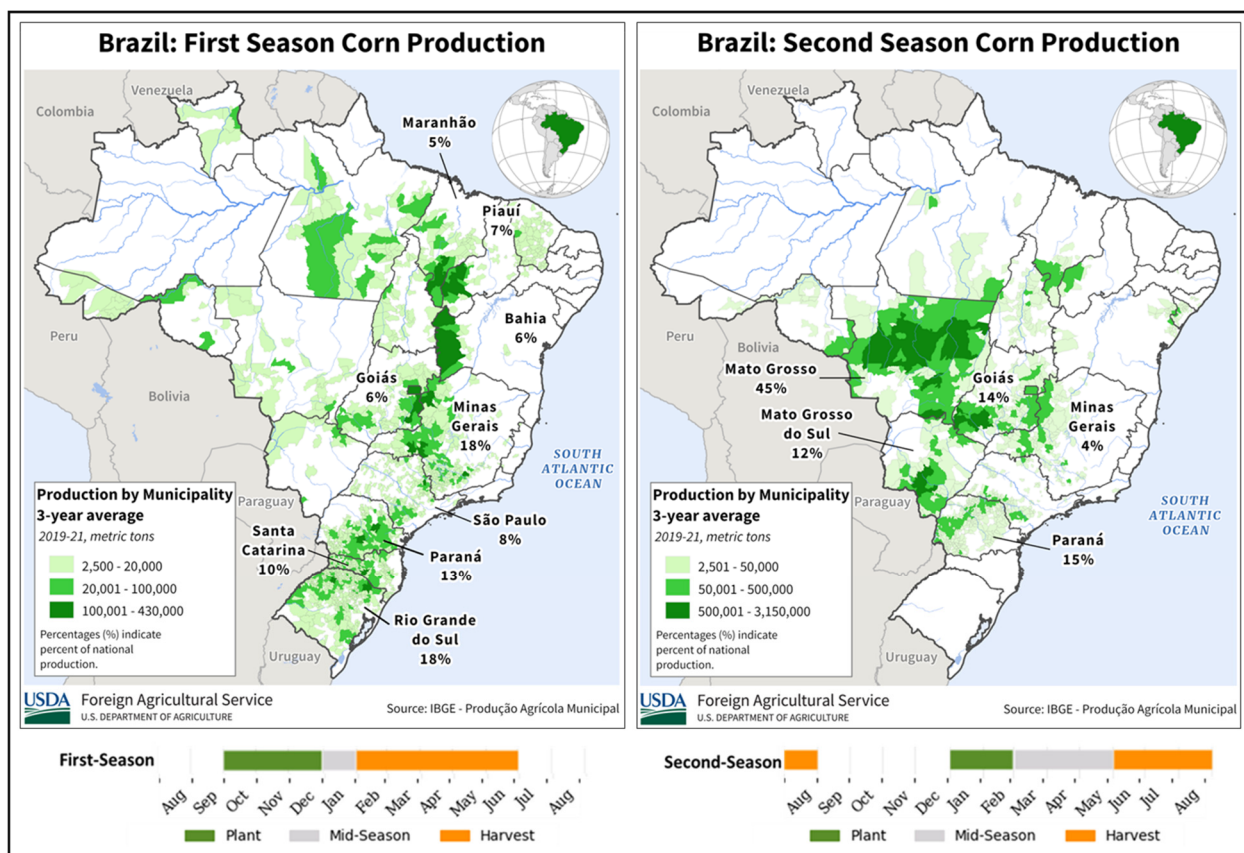 Brazil: First Season Corn Production
Colombia
Venezuela
Maranhão
5%
Piauí
7%
Peru
Bahia
6%
Bolivia
Goiás
6%
Minas
Gerais
18%
SOUTH
ATLANTIC
OCEAN
Paraguay
São Paulo
8%
Santa
Catarina
10%
Paraná
13%
Rio Grande
do Sul
18%
Uruguay
Production by Municipality
3-year average
2019-21, metric tons
2,500 - 20,000
20,001 - 100,000
100,001 - 430,000
Percentages (%) indicate
percent of national
production.
USDA
Foreign Agricultural Service
U.S. DEPARTMENT OF AGRICULTURE
Source: IBGE - Produção Agrícola Municipal
First-Season
Aug Sep Oct Nov Dec Jan Feb Mar Apr May Jun Jul Aug
Plant Mid-Season Harvest
Brazil: Second Season Corn Production
Colombia
Venezuela
Peru
Bolivia
Mato Grosso
45%
Goiás
14%
Mato Grosso
do Sul
12%
Minas
Gerais
4%
Paraguay
SOUTH
ATLANTIC
OCEAN
Paraná
15%
Uruguay
Production by Municipality
3-year average
2019-21, metric tons
2,501 - 50,000
50,001 - 500,000
500,001 - 3,150,000
Percentages (%) indicate
percent of national
production.
USDA
Foreign Agricultural Service
U.S. DEPARTMENT OF AGRICULTURE
Source: IBGE - Produção Agrícola Municipal
Second-Season
Aug Sep Oct Nov Dec Jan Feb Mar Apr May Jun Jul Aug
Plant Mid-Season Harvest